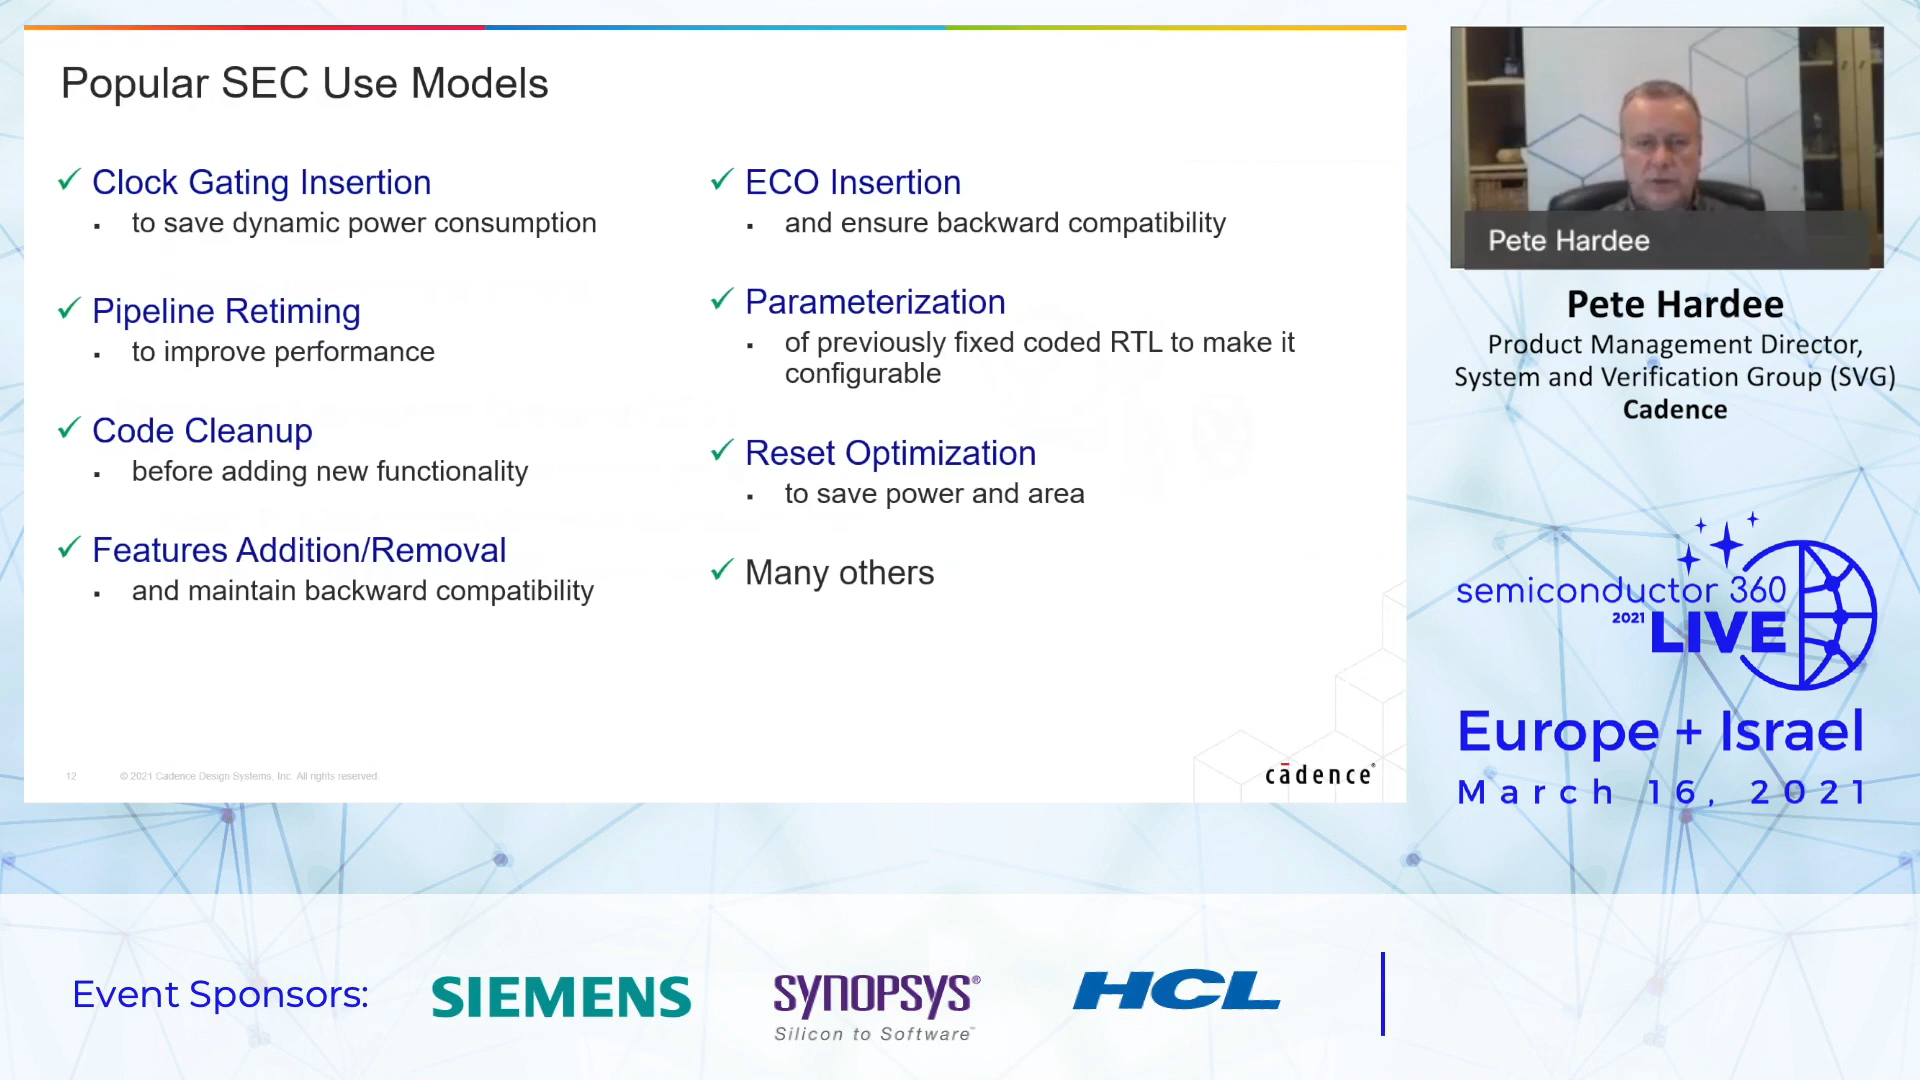 Popular SEC Use Models
✓ Clock Gating Insertion
▪ to save dynamic power consumption
✓ Pipeline Retiming
▪ to improve performance
✓ Code Cleanup
▪ before adding new functionality
✓ Features Addition/Removal
▪ and maintain backward compatibility
✓ ECO Insertion
▪ and ensure backward compatibility
✓ Parameterization
▪ of previously fixed coded RTL to make it
configurable
✓ Reset Optimization
▪ to save power and area
✓ Many others
12 © 2021 Cadence Design Systems, Inc. All rights reserved.
cādence®
Pete Hardee
Pete Hardee
Product Management Director,
System and Verification Group (SVG)
Cadence
semiconductor 360
2021 LIVE
Europe + Israel
March 16, 2021
Event Sponsors:
SIEMENS
SYNOPSYS®
Silicon to Software™
HCL